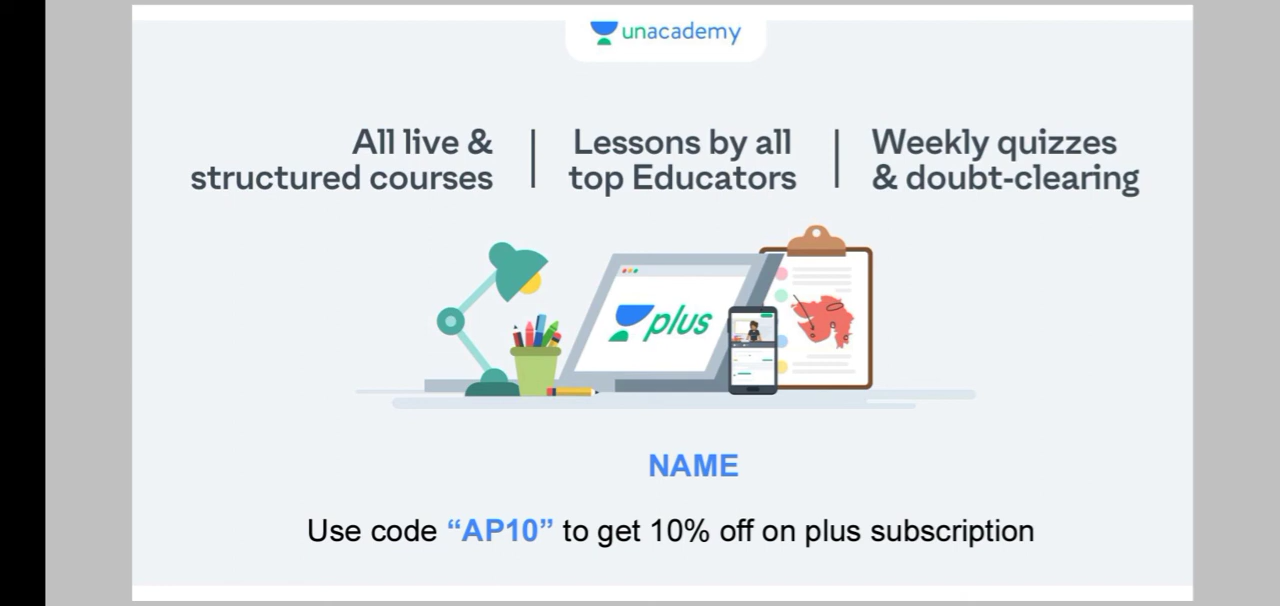 unacademy
All live &
structured courses
Lessons by all
top Educators
Weekly quizzes
& doubt-clearing
plus
NAME
Use code “AP10” to get 10% off on plus subscription